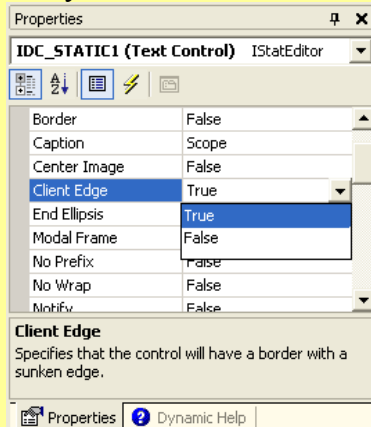 Properties
IDC_STATIC1 (Text Control) IStatEditor
Border False
Caption Scope
Center Image False
Client Edge True
End Ellipsis True
Modal Frame False
No Prefix False
No Wrap False
Notify False
Client Edge
Specifies that the control will have a border with a
sunken edge.
Properties Dynamic Help